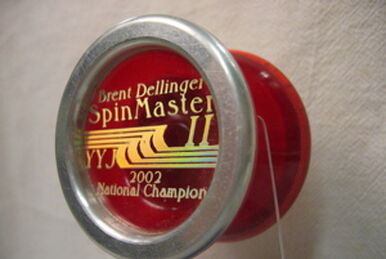 Brent Dellinger
SpinMaster
II
YYJ
2002
National Champion